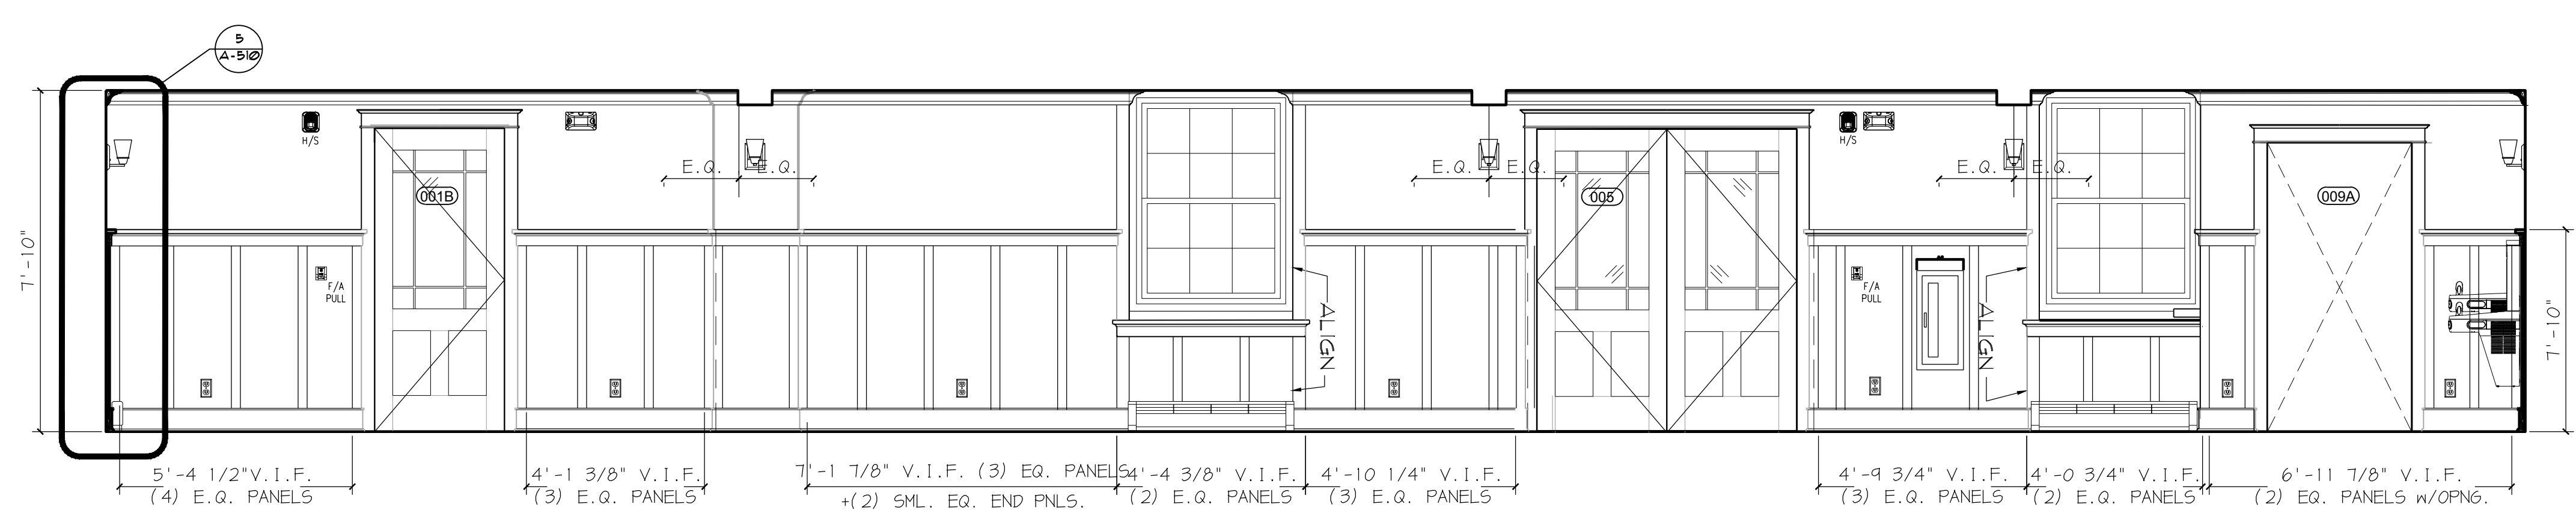 5
A-510
H/S
H/S
E.Q. E.Q.
E.Q. E.Q.
E.Q. E.Q.
001B
005
009A
7'-10"
F/A
PULL
ALIGN
F/A
PULL
ALIGN
7'-10"
5'-4 1/2"V.I.F.
(4) E.Q. PANELS
4'-1 3/8" V.I.F.
(3) E.Q. PANELS
7'-1 7/8" V.I.F. (3) EQ. PANELS
+(2) SML. EQ. END PNLS.
4'-4 3/8" V.I.F.
(2) E.Q. PANELS
4'-10 1/4" V.I.F.
(3) E.Q. PANELS
4'-9 3/4" V.I.F.
(3) E.Q. PANELS
4'-0 3/4" V.I.F.
(2) E.Q. PANELS
6'-11 7/8" V.I.F.
(2) EQ. PANELS W/OPNG.